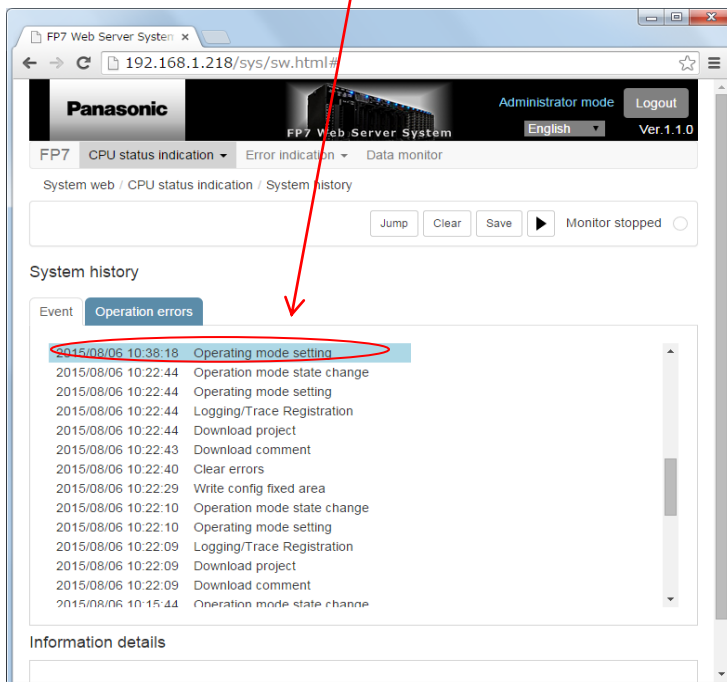 FP7 Web Server System
192.168.1.218/sys/sw.html#
Panasonic
FP7 Web Server System
Administrator mode
Logout
English
Ver.1.1.0
FP7 CPU status indication Error indication Data monitor
System web / CPU status indication / System history
Jump Clear Save Monitor stopped
System history
Event Operation errors
2015/08/06 10:38:18 Operating mode setting
2015/08/06 10:22:44 Operation mode state change
2015/08/06 10:22:44 Operating mode setting
2015/08/06 10:22:44 Logging/Trace Registration
2015/08/06 10:22:44 Download project
2015/08/06 10:22:43 Download comment
2015/08/06 10:22:40 Clear errors
2015/08/06 10:22:29 Write config fixed area
2015/08/06 10:22:10 Operation mode state change
2015/08/06 10:22:10 Operating mode setting
2015/08/06 10:22:09 Logging/Trace Registration
2015/08/06 10:22:09 Download project
2015/08/06 10:22:09 Download comment
2015/08/06 10:15:44 Operation mode state change
Information details